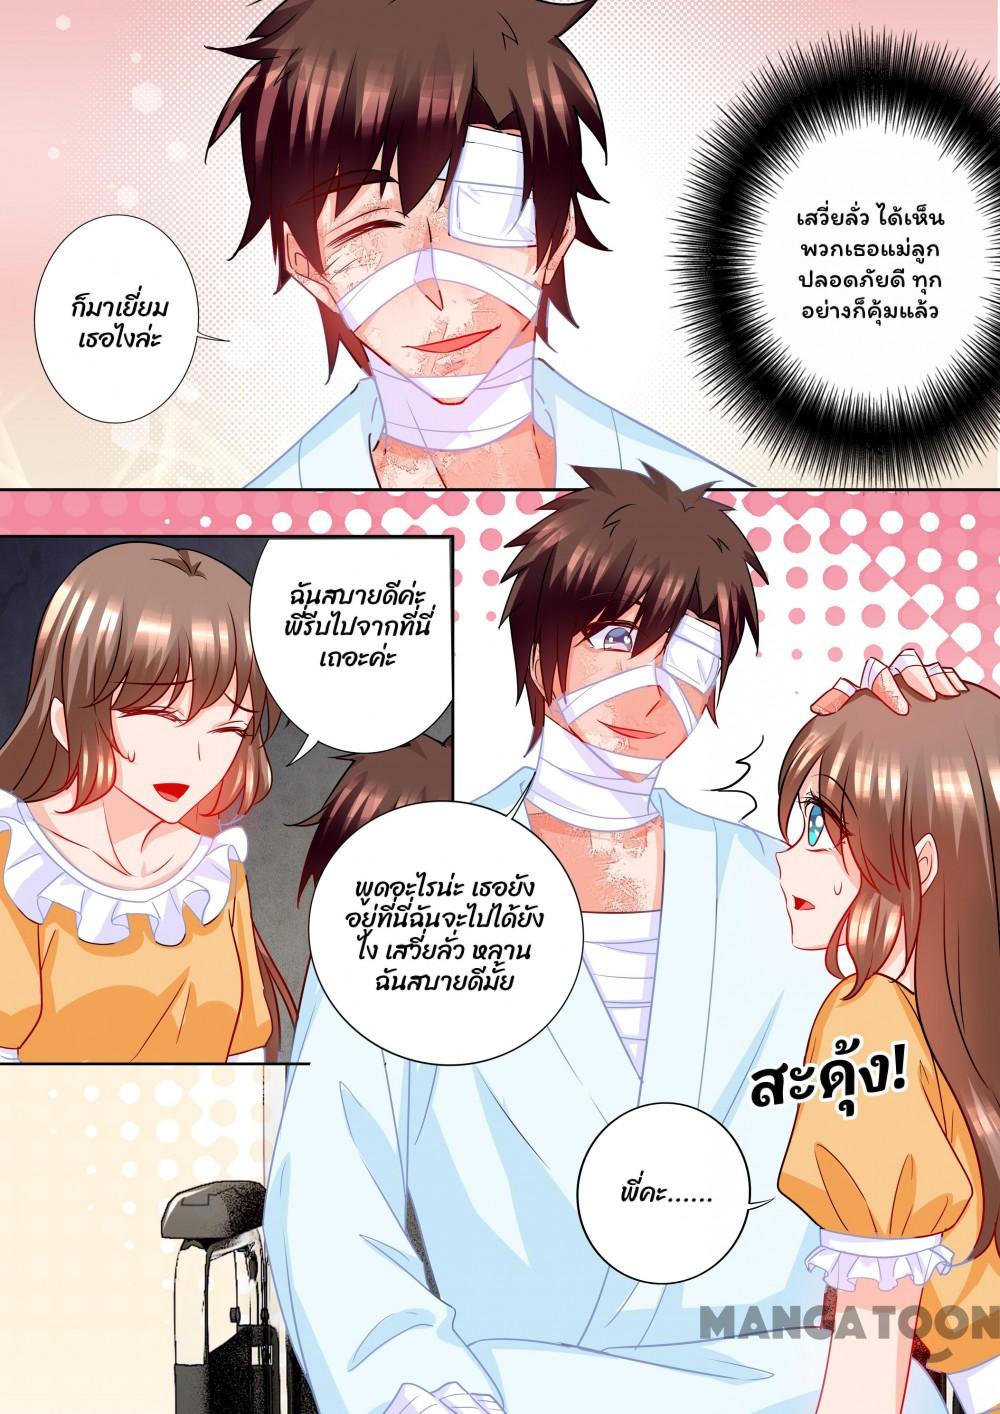 ก็มาเยี่ยม
เธอไงล่ะ
เสวี่ยลั่ว ได้เห็น
พวกเธอแม่ลูก
ปลอดภัยดี ทุก
อย่างก็คุ้มแล้ว
ฉันสบายดีค่ะ
พี่รีบไปจากที่นี่
เถอะค่ะ
พูดอะไรน่ะ เธอยัง
อยู่ที่นี่ฉันจะไปได้ยัง
ไง เสวี่ยลั่ว หลาน
ฉันสบายดีมั้ย
สะดุ้ง!
พี่คะ......
MANGATOON